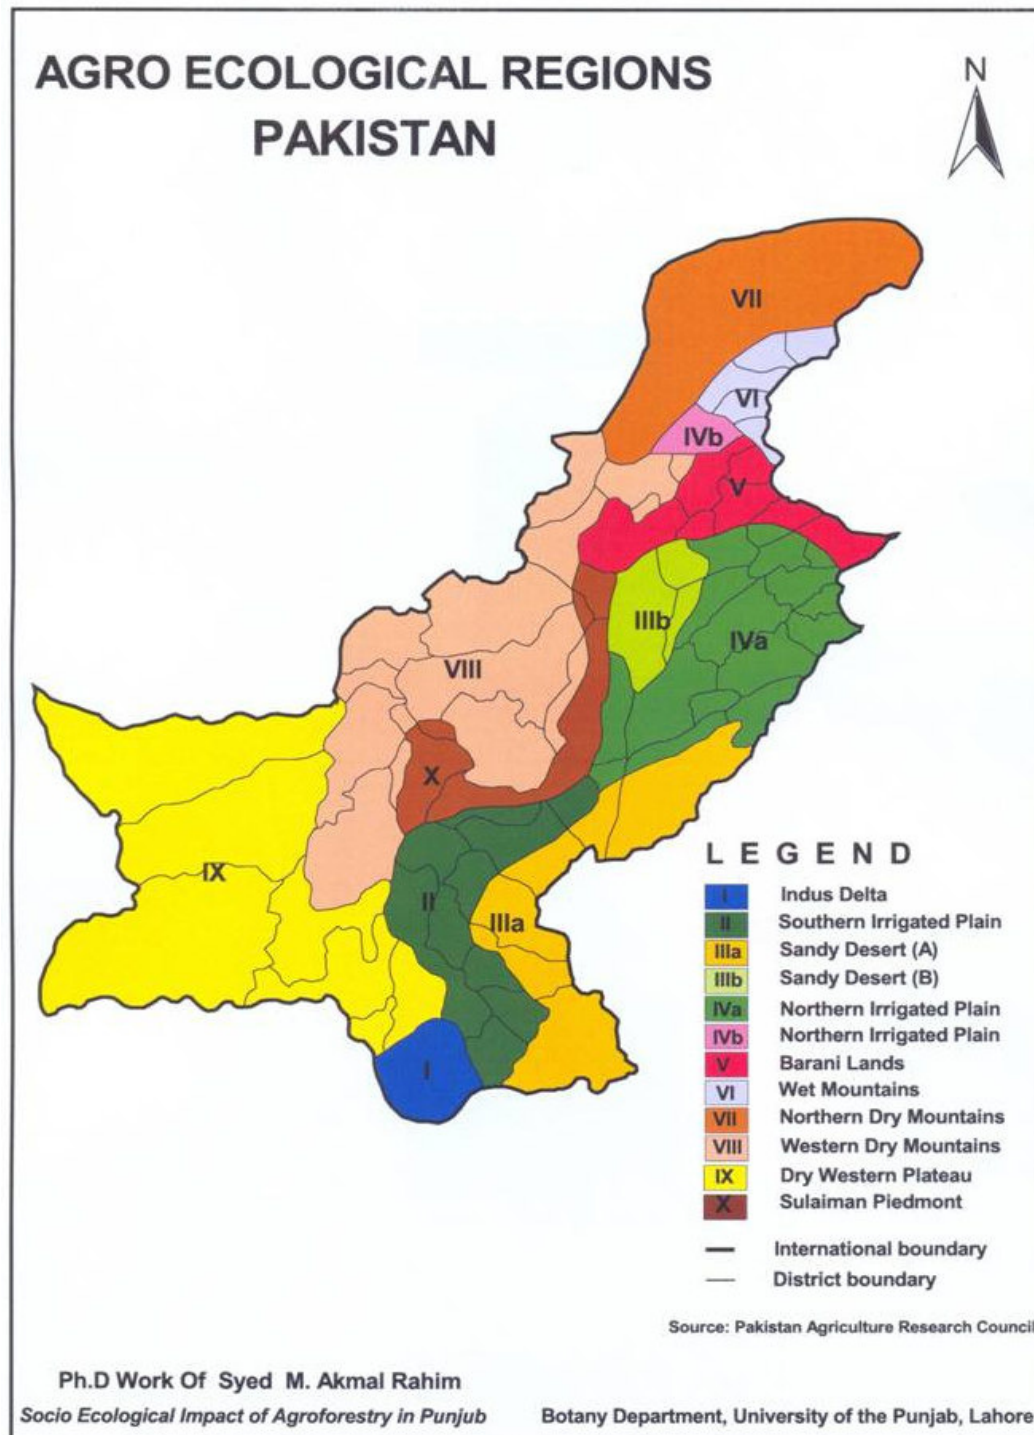 AGRO ECOLOGICAL REGIONS
PAKISTAN
N
VII
VI
IVb
V
IIIb
IVa
VIII
X
IX
II
IIIa
I
LEGEND
I Indus Delta
II Southern Irrigated Plain
IIIa Sandy Desert (A)
IIIb Sandy Desert (B)
IVa Northern Irrigated Plain
IVb Northern Irrigated Plain
V Barani Lands
VI Wet Mountains
VII Northern Dry Mountains
VIII Western Dry Mountains
IX Dry Western Plateau
X Sulaiman Piedmont
International boundary
District boundary
Source: Pakistan Agriculture Research Council
Ph.D Work Of Syed M. Akmal Rahim
Socio Ecological Impact of Agroforestry in Punjub Botany Department, University of the Punjab, Lahore